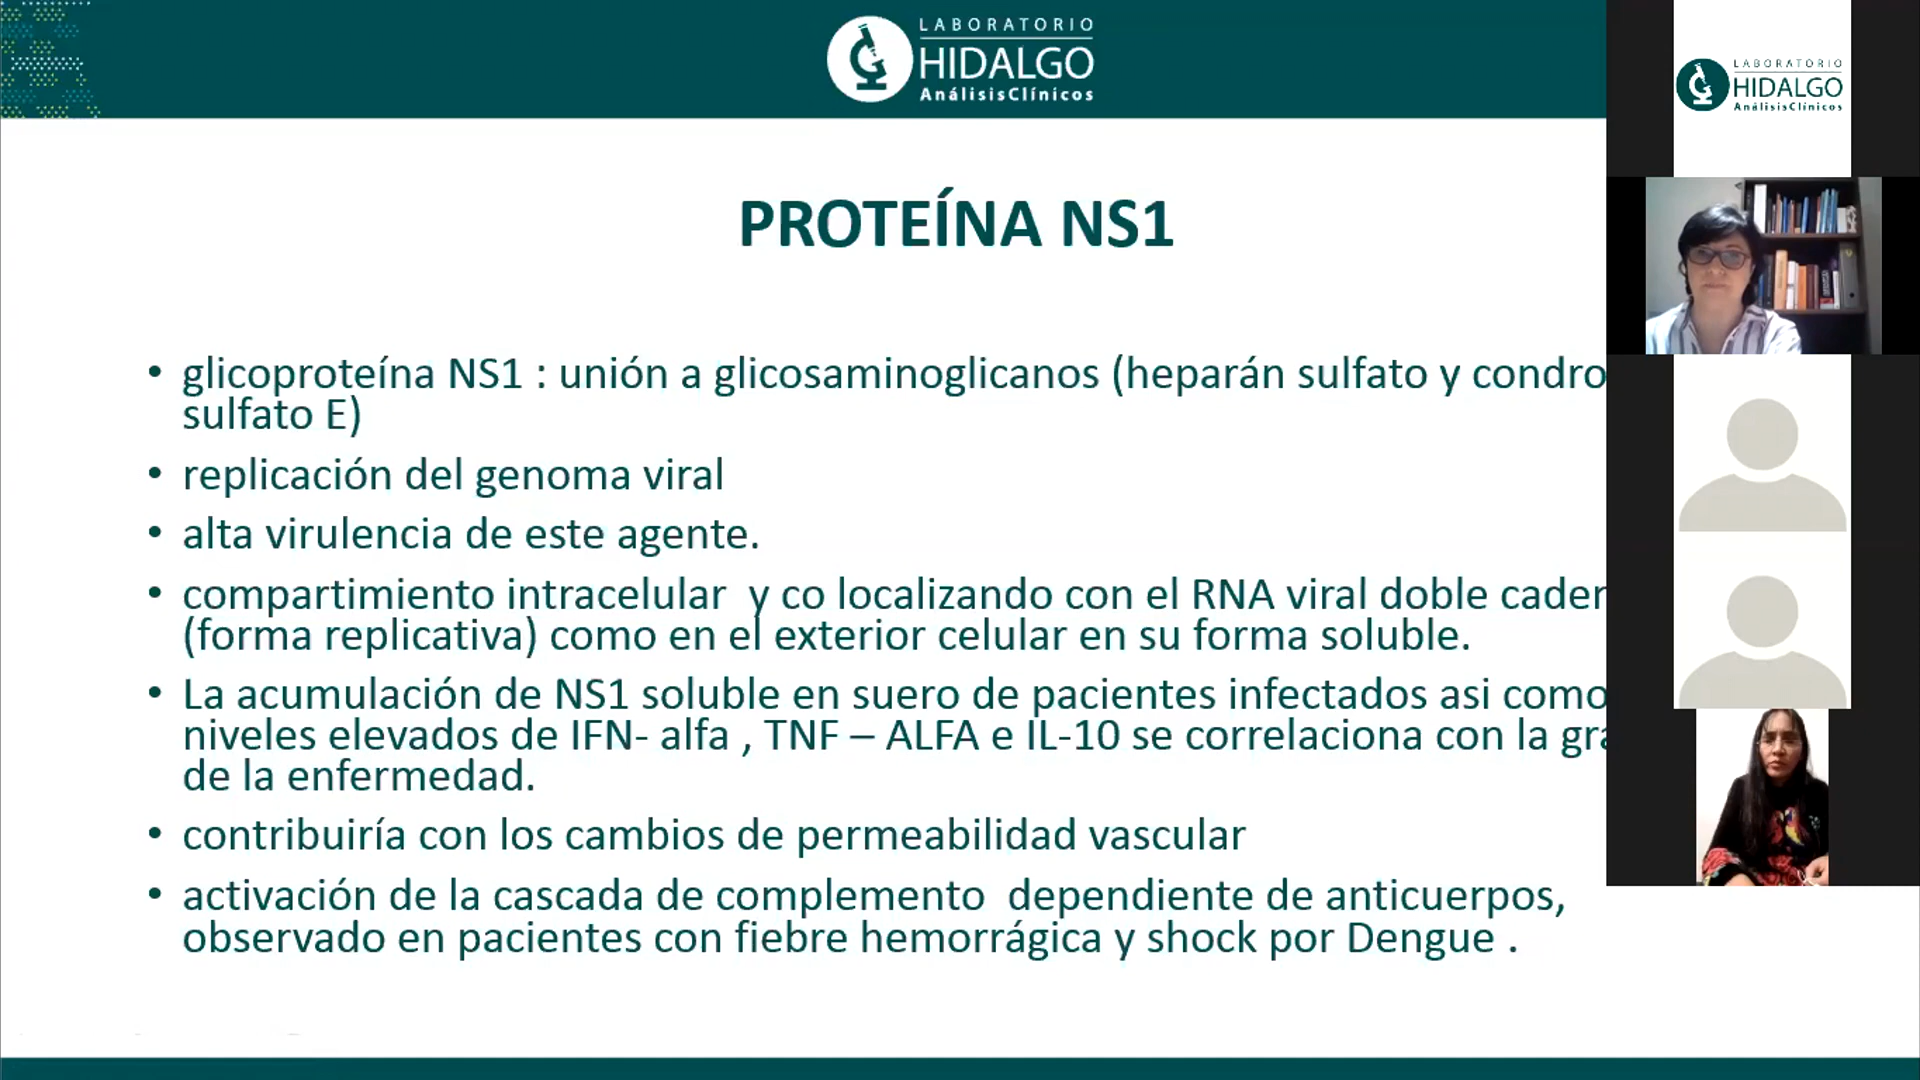 LABORATORIO
HIDALGO
AnálisisClínicos
LABORATORIO
HIDALGO
AnálisisClínicos
PROTEÍNA NS1
• glicoproteína NS1 : unión a glicosaminoglicanos (heparán sulfato y condro
sulfato E)
• replicación del genoma viral
• alta virulencia de este agente.
• compartimiento intracelular  y co localizando con el RNA viral doble
(forma replicativa) como en el exterior celular en su forma soluble.
• La acumulación de NS1 soluble en suero de pacientes infectados asi como
niveles elevados de IFN- alfa , TNF – ALFA e IL-10 se correlaciona con la
de la enfermedad.
• contribuiría con los cambios de permeabilidad vascular
• activación de la cascada de complemento  dependiente de anticuerpos,
observado en pacientes con fiebre hemorrágica y shock por Dengue .